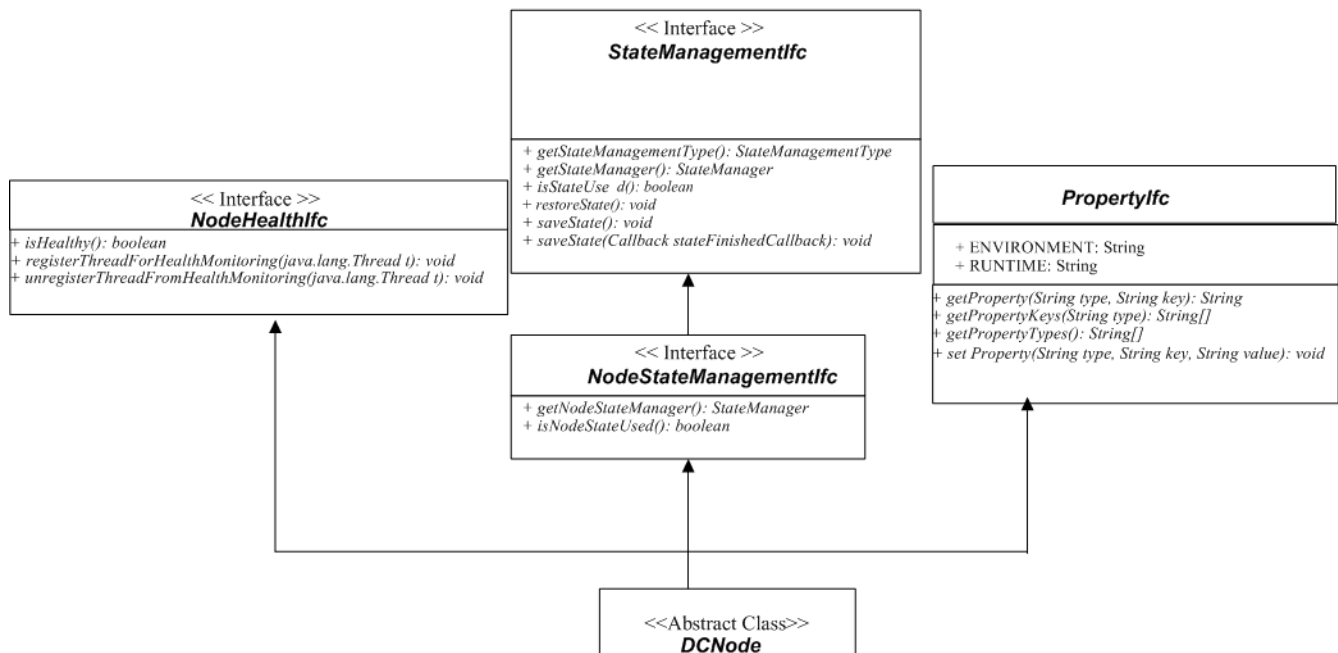 << Interface >>
StateManagementIfc
+ getStateManagementType(): StateManagementType
+ getStateManager(): StateManager
+ isStateUse d(): boolean
+ restoreState(): void
+ saveState(): void
+ saveState(Callback stateFinishedCallback): void
<< Interface >>
NodeHealthIfc
+ isHealthy(): boolean
+ registerThreadForHealthMonitoring(java.lang.Thread t): void
+ unregisterThreadFromHealthMonitoring(java.lang.Thread t): void
PropertyIfc
+ ENVIRONMENT: String
+ RUNTIME: String
+ getProperty(String type, String key): String
+ getPropertyKeys(String type): String[]
+ getPropertyTypes(): String[]
+ set Property(String type, String key, String value): void
<< Interface >>
NodeStateManagementIfc
+ getNodeStateManager(): StateManager
+ isNodeStateUsed(): boolean
<<Abstract Class>>
DCNode